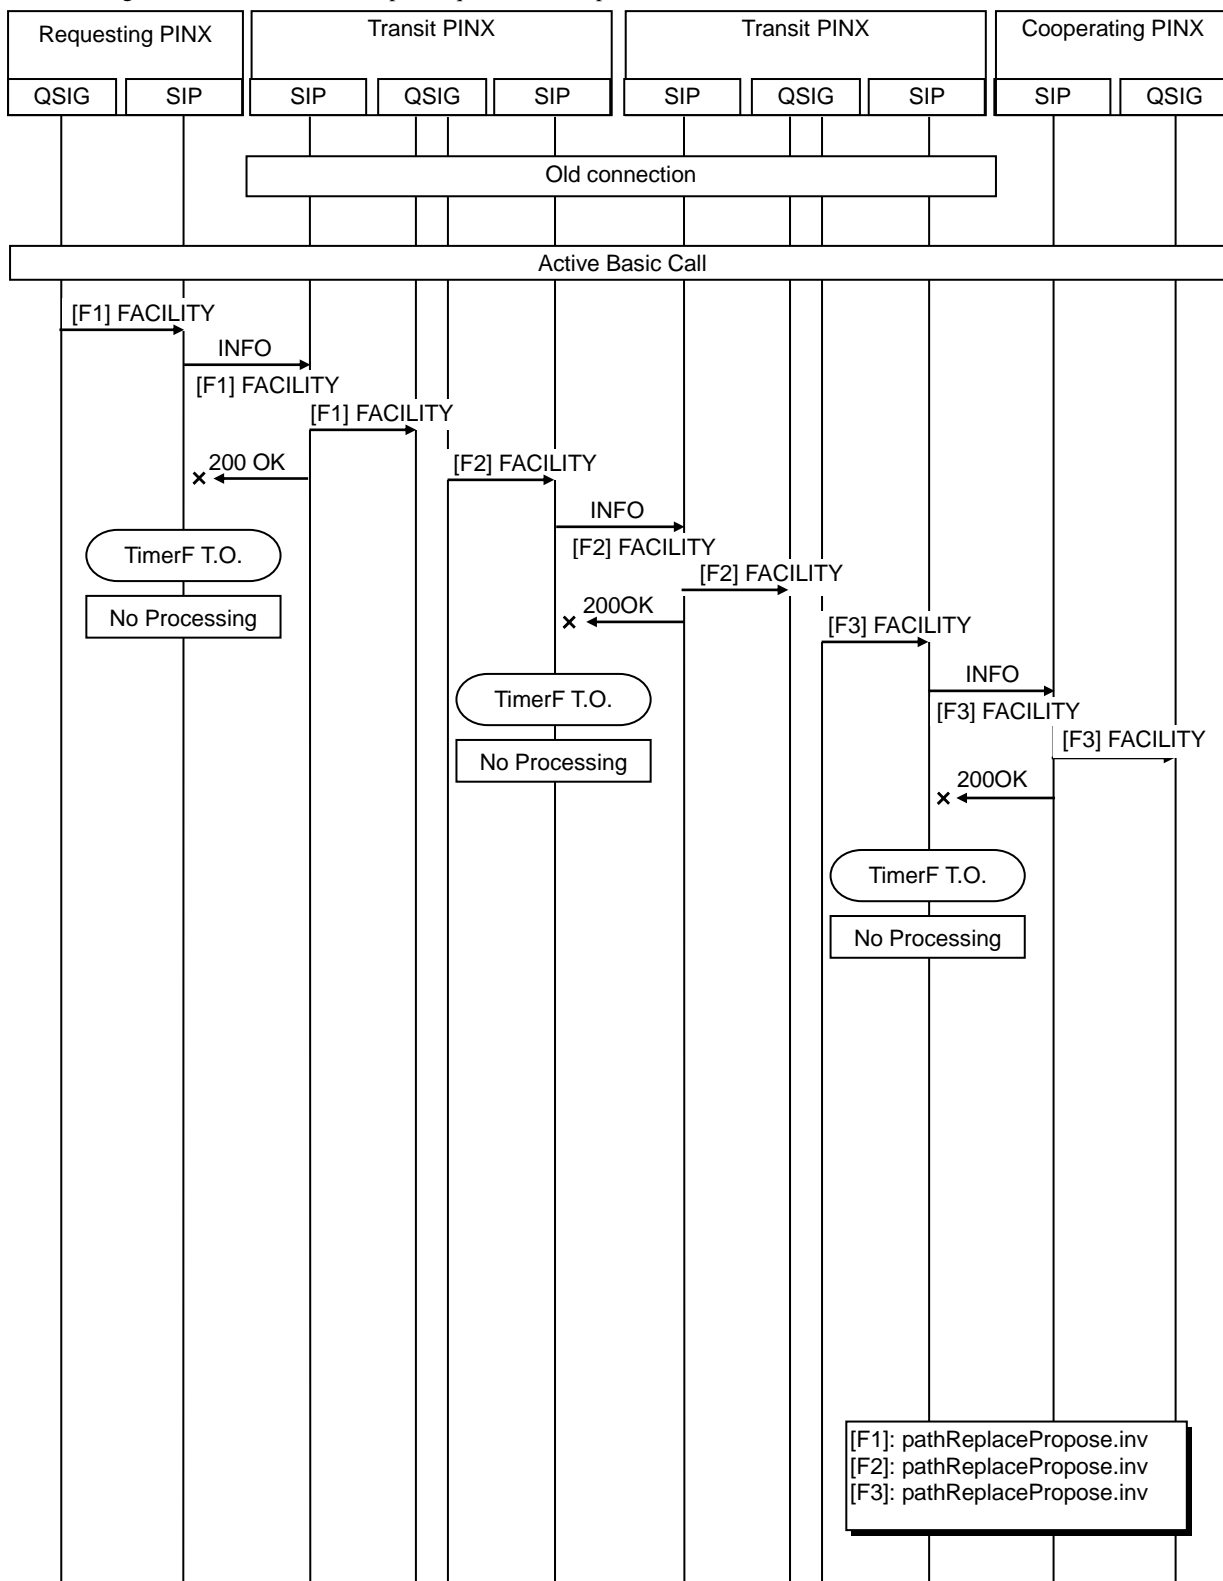 Requesting PINX
Transit PINX
Transit PINX
Cooperating PINX
QSIG
SIP
SIP
QSIG
SIP
SIP
QSIG
SIP
SIP
QSIG
Old connection
Active Basic Call
[F1] FACILITY
INFO
[F1] FACILITY
[F1] FACILITY
200 OK
[F2] FACILITY
INFO
[F2] FACILITY
TimerF T.O.
[F2] FACILITY
No Processing
200OK
[F3] FACILITY
INFO
[F3] FACILITY
TimerF T.O.
[F3] FACILITY
No Processing
200OK
TimerF T.O.
No Processing
[F1]: pathReplacePropose.inv
[F2]: pathReplacePropose.inv
[F3]: pathReplacePropose.inv